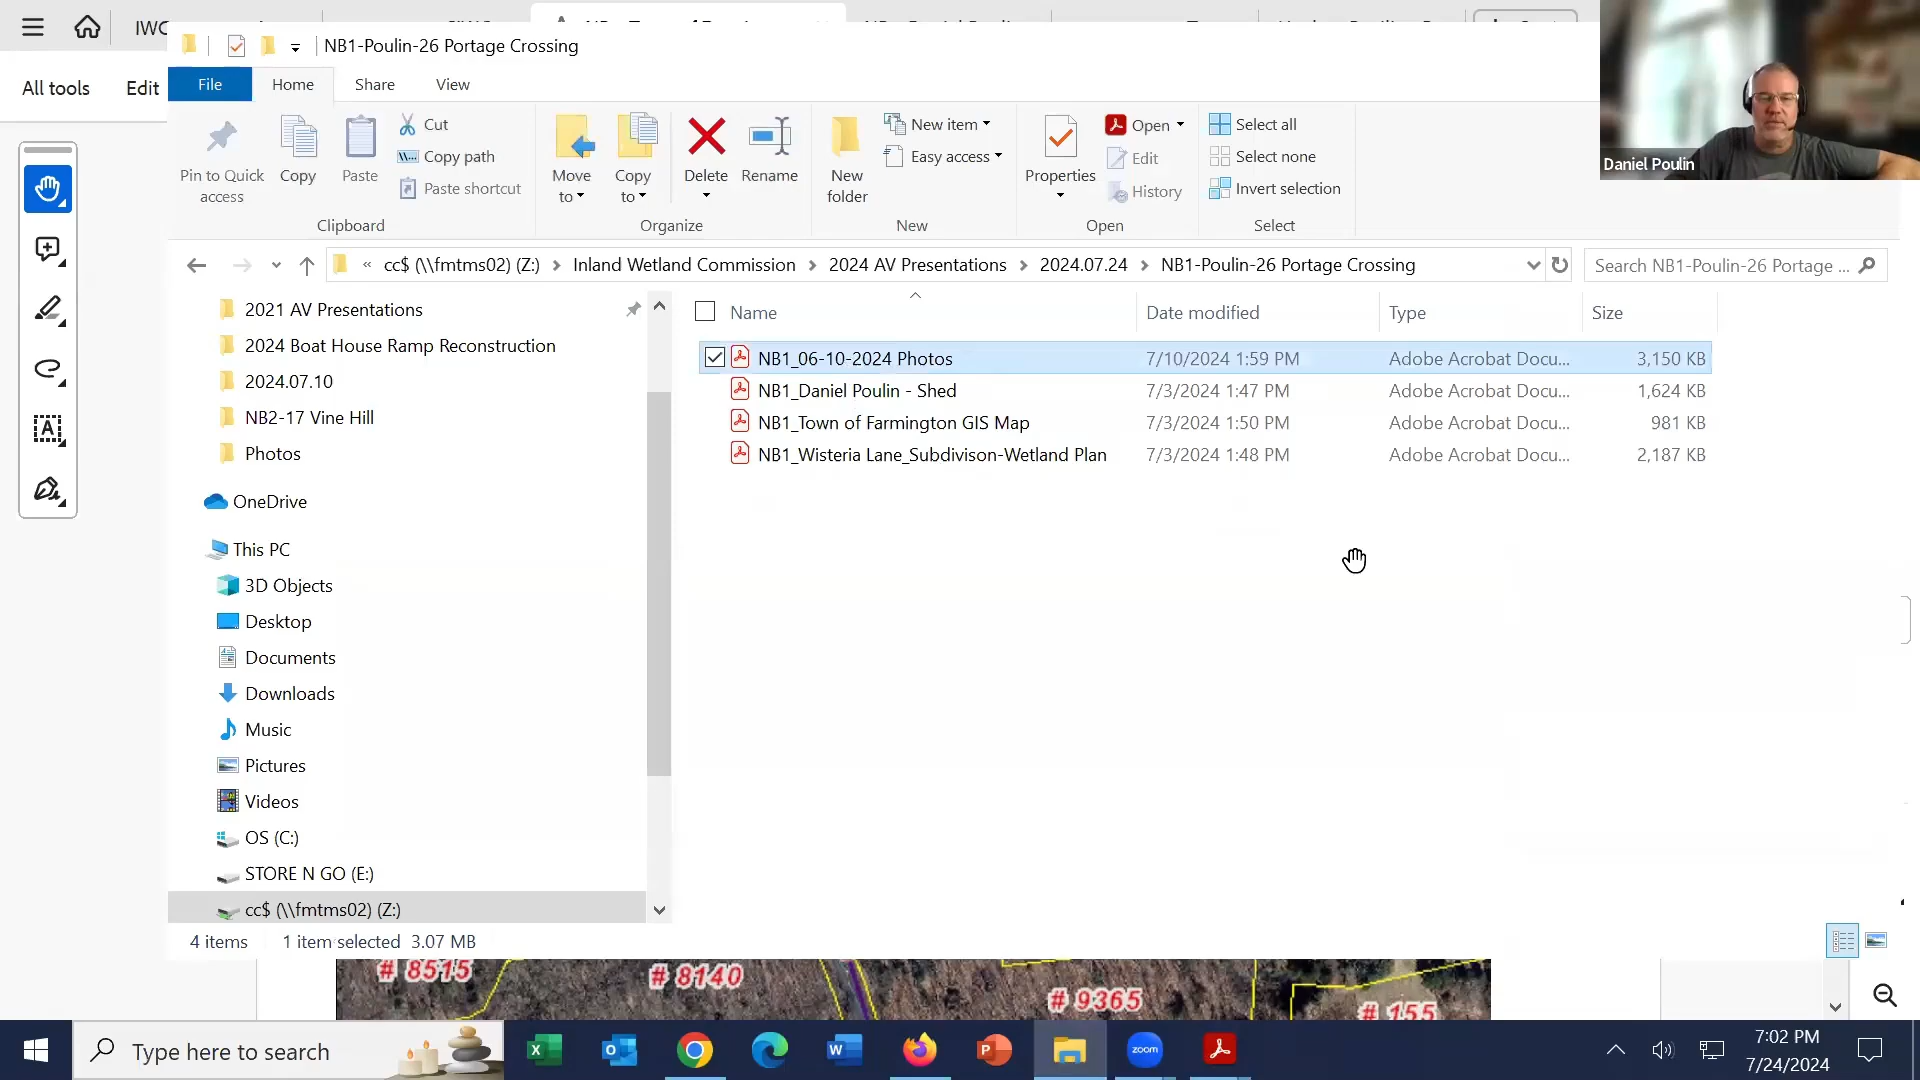 IWC
NB1-Poulin-26 Portage Crossing
All tools
Edit
File
Home
Share
View
Pin to Quick access
Copy
Paste
Cut
Copy path
Paste shortcut
Clipboard
Move to
Copy to
Delete
Rename
Organize
New folder
New item
Easy access
New
Properties
Open
Edit
History
Open
Select all
Select none
Invert selection
Select
Daniel Poulin
« cc$ (\\fmtms02) (Z:) > Inland Wetland Commission > 2024 AV Presentations > 2024.07.24 > NB1-Poulin-26 Portage Crossing
Search NB1-Poulin-26 Portage ...
2021 AV Presentations
2024 Boat House Ramp Reconstruction
2024.07.10
NB2-17 Vine Hill
Photos
OneDrive
This PC
3D Objects
Desktop
Documents
Downloads
Music
Pictures
Videos
OS (C:)
STORE N GO (E:)
cc$ (\\fmtms02) (Z:)
Name Date modified Type Size
NB1_06-10-2024 Photos 7/10/2024 1:59 PM Adobe Acrobat Docu... 3,150 KB
NB1_Daniel Poulin - Shed 7/3/2024 1:47 PM Adobe Acrobat Docu... 1,624 KB
NB1_Town of Farmington GIS Map 7/3/2024 1:50 PM Adobe Acrobat Docu... 981 KB
NB1_Wisteria Lane_Subdivison-Wetland Plan 7/3/2024 1:48 PM Adobe Acrobat Docu... 2,187 KB
4 items 1 item selected 3.07 MB
# 8515
# 8140
# 9365
# 155
Type here to search
zoom
7:02 PM
7/24/2024